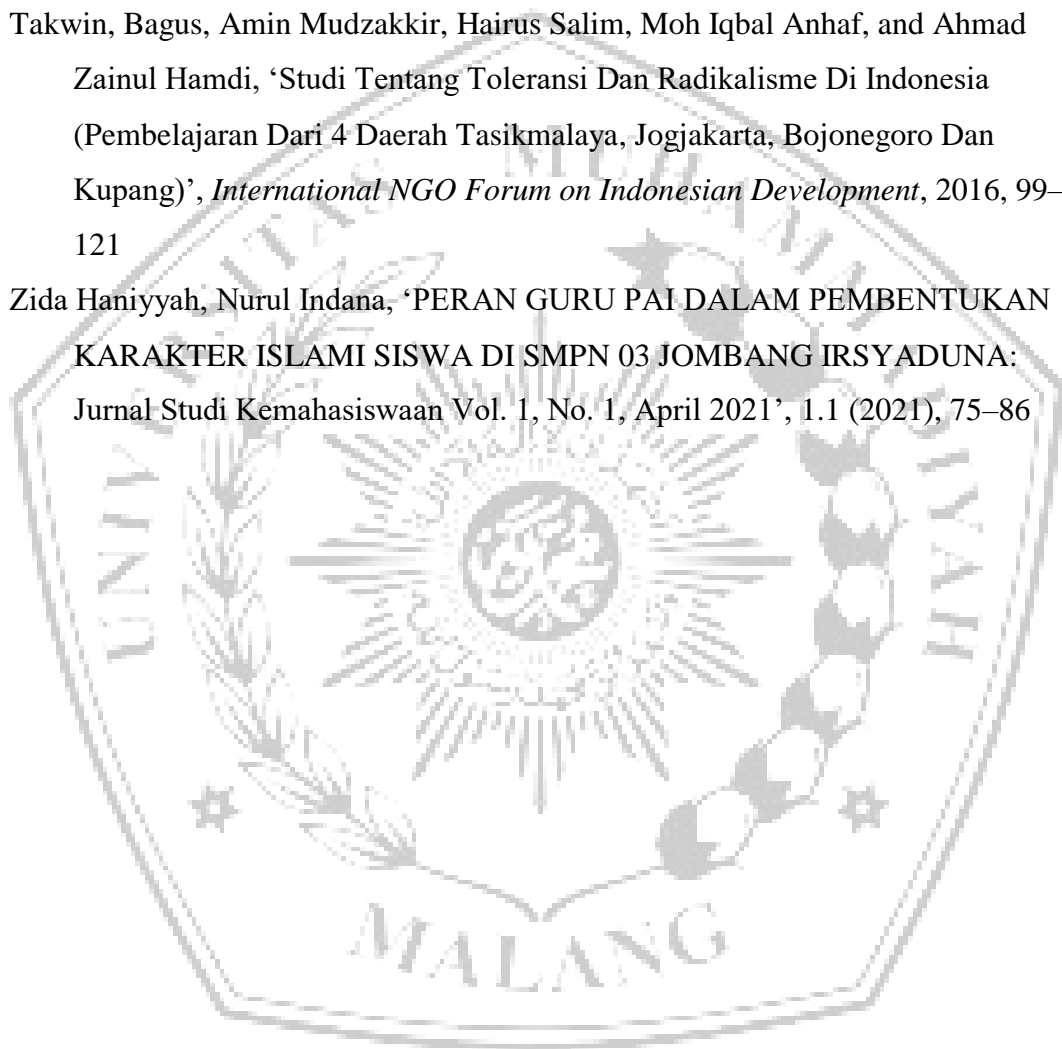 Takwin, Bagus, Amin Mudzakkir, Hairus Salim, Moh Iqbal Anhaf, and Ahmad
Zainul Hamdi, ‘Studi Tentang Toleransi Dan Radikalisme Di Indonesia
(Pembelajaran Dari 4 Daerah Tasikmalaya, Jogjakarta, Bojonegoro Dan
Kupang)’, International NGO Forum on Indonesian Development, 2016, 99–
121
Zida Haniyyah, Nurul Indana, ‘PERAN GURU PAI DALAM PEMBENTUKAN
KARAKTER ISLAMI SISWA DI SMPN 03 JOMBANG IRSYADUNA:
Jurnal Studi Kemahasiswaan Vol. 1, No. 1, April 2021’, 1.1 (2021), 75–86
UNIVERSITAS MUHAMMADIYAH
MALANG